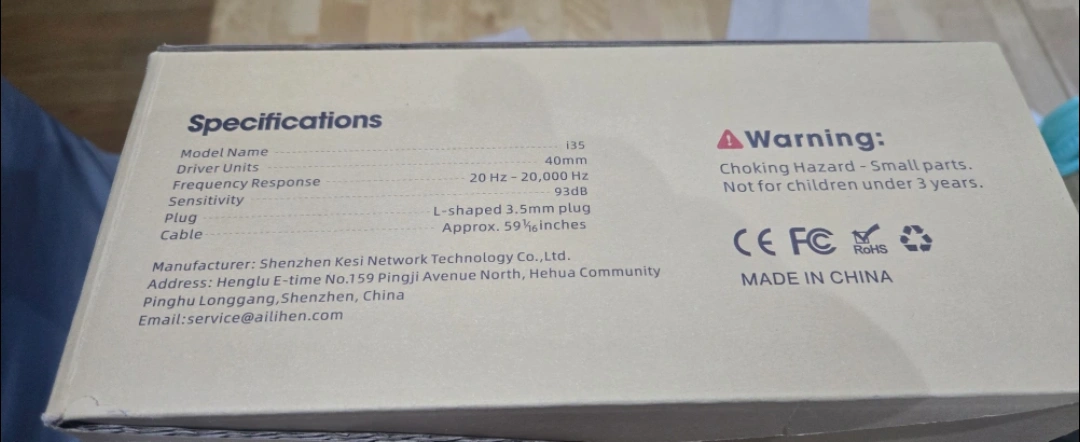 Specifications
Model Name i35
Driver Units 40mm
Frequency Response 20 Hz – 20,000 Hz
Sensitivity 93dB
Plug L-shaped 3.5mm plug
Cable Approx. 59 1/16 inches
Manufacturer: Shenzhen Kesi Network Technology Co.,Ltd.
Address: Henglu E-time No.159 Pingji Avenue North, Hehua Community
Pinghu Longgang,Shenzhen, China
Email:service@ailihen.com
Warning:
Choking Hazard – Small parts.
Not for children under 3 years.
CE FC RoHS
MADE IN CHINA